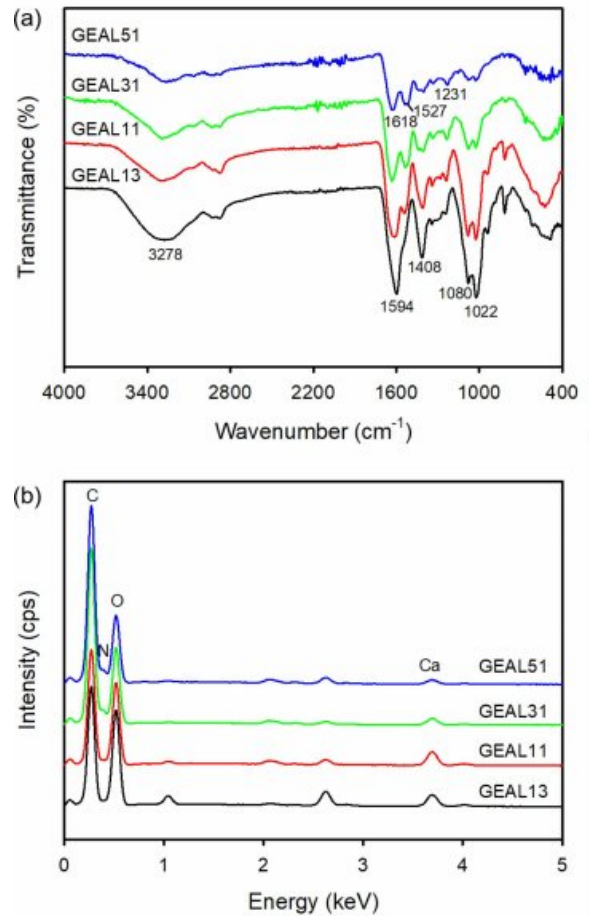 (a)
GEAL51
GEAL31
GEAL11
GEAL13
1231
1527
1618
3278
1408
1080
1594
1022
Transmittance (%)
4000 3400 2800 2200 1600 1000 400
Wavenumber (cm⁻¹)
(b)
C
N
O
Ca
GEAL51
GEAL31
GEAL11
GEAL13
Intensity (cps)
0 1 2 3 4 5
Energy (keV)